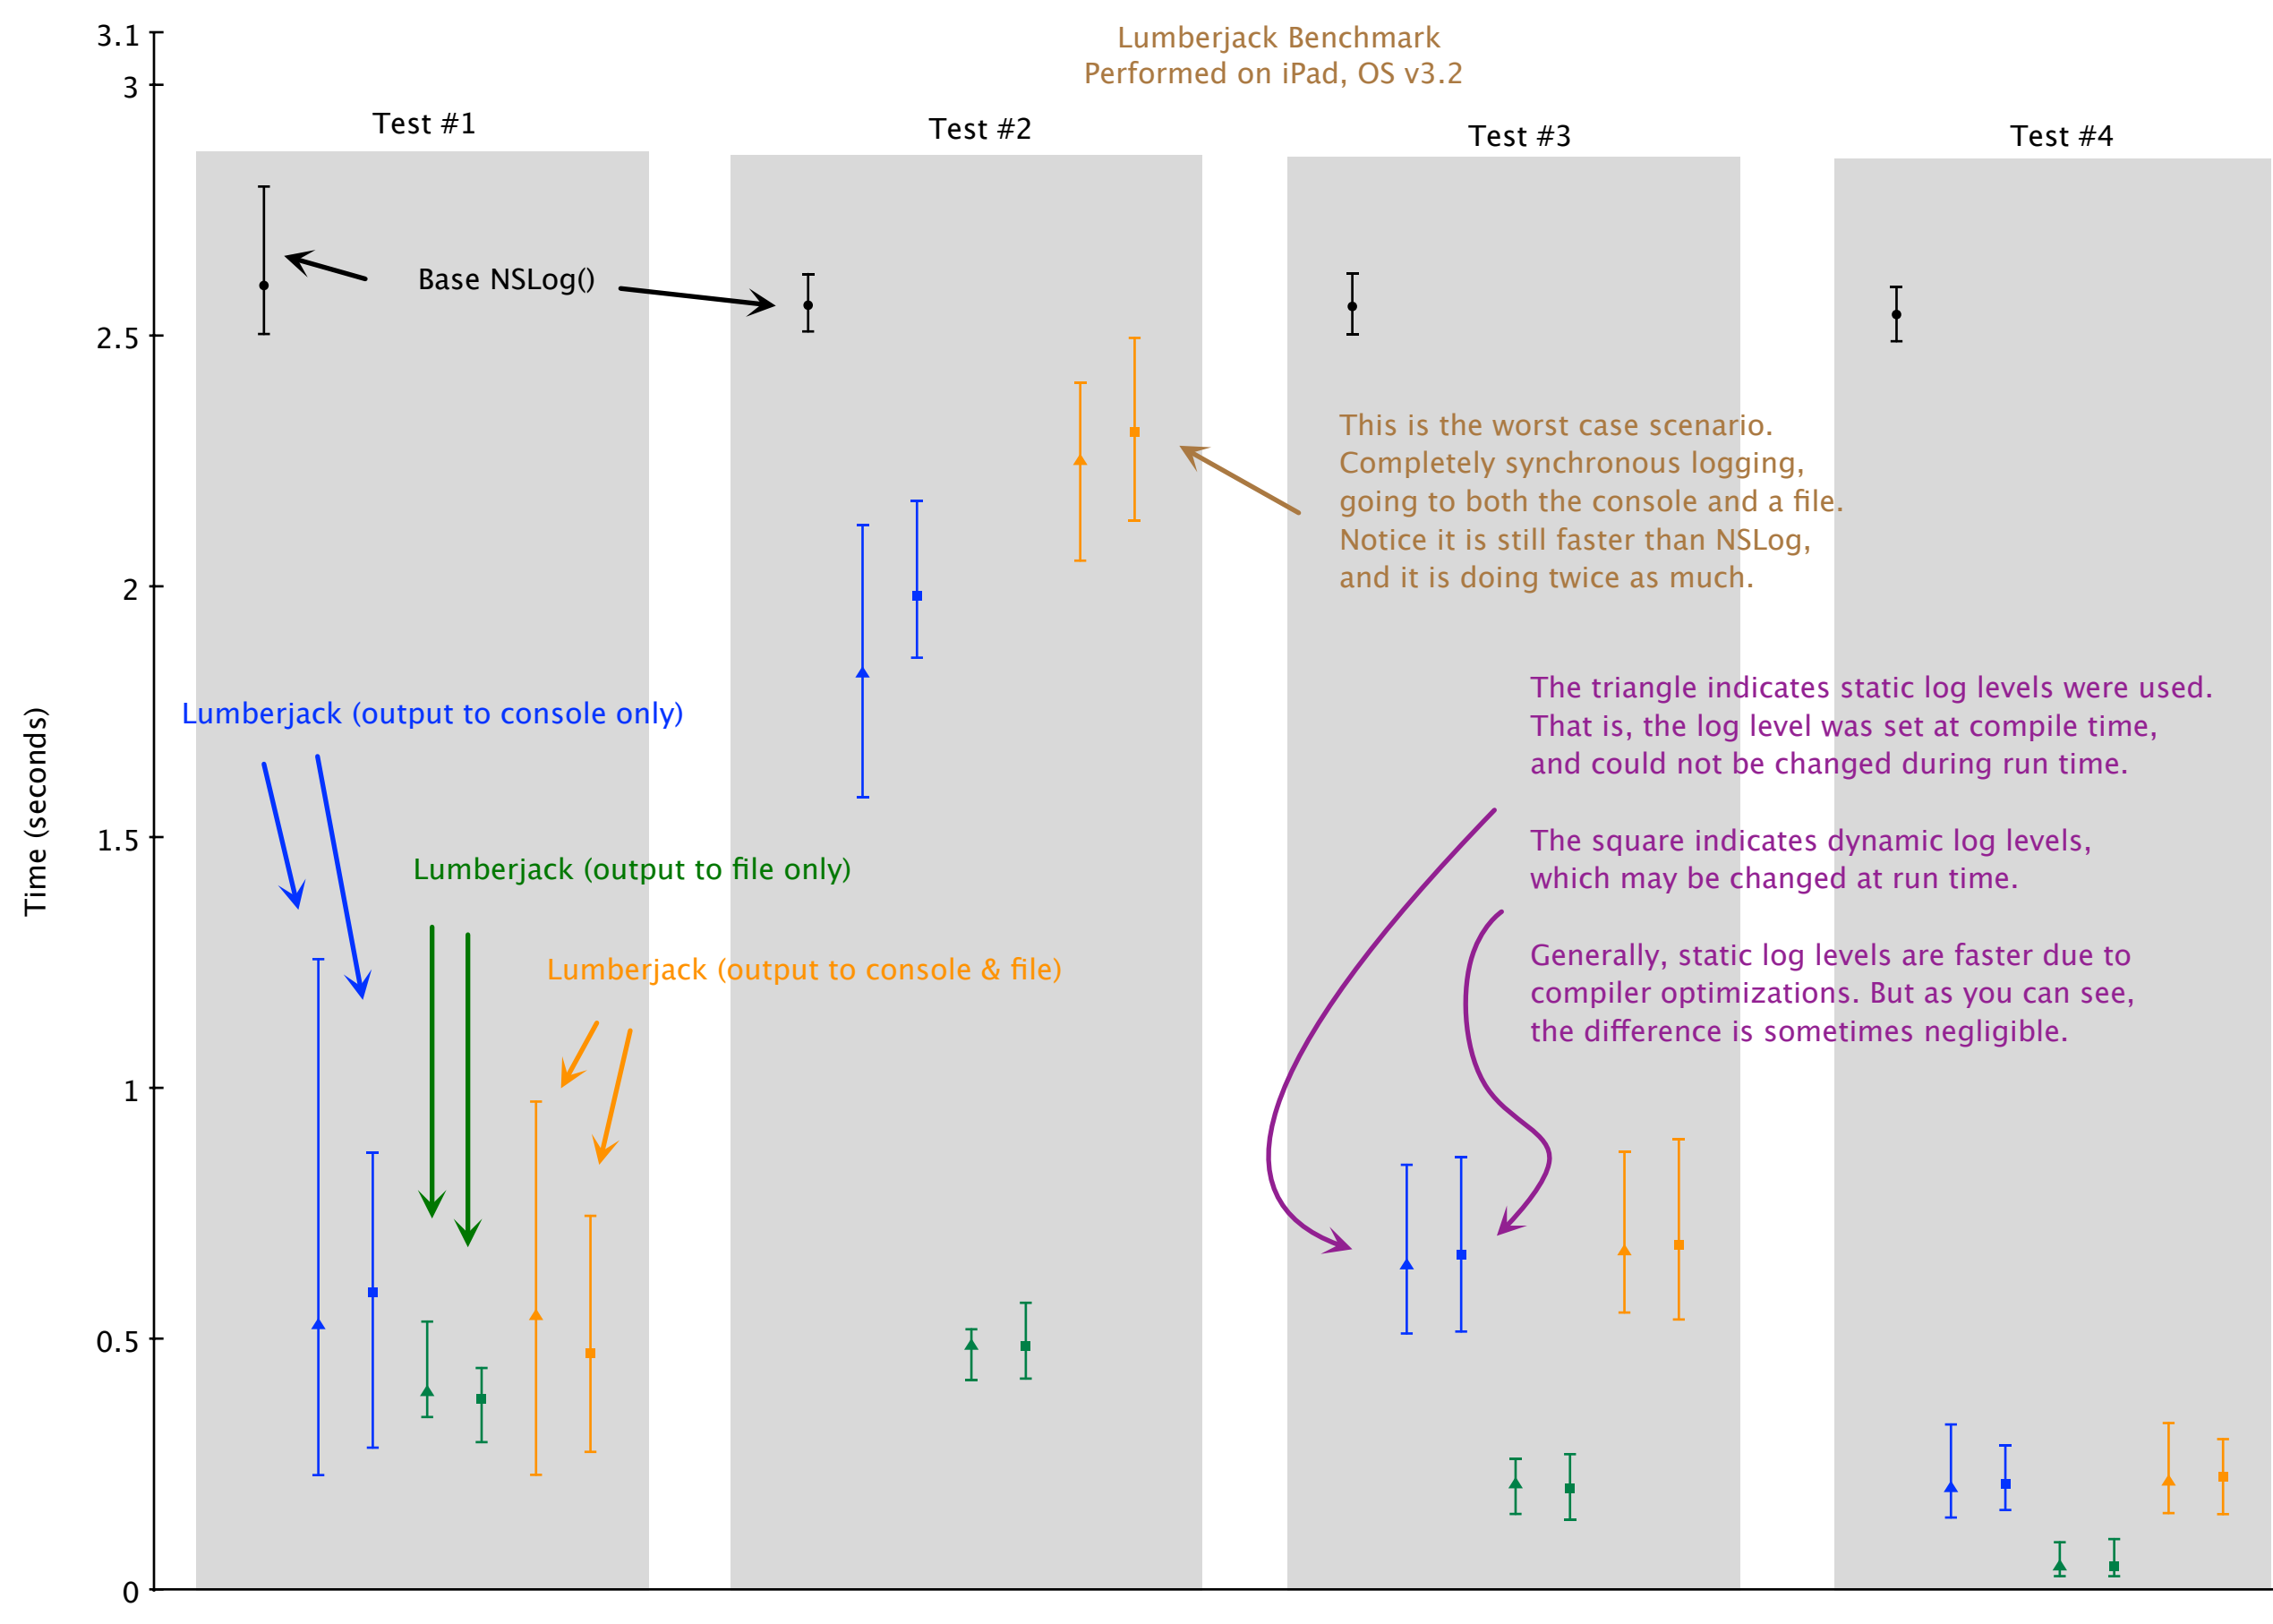 Lumberjack Benchmark
Performed on iPad, OS v3.2
3.1
3
2.5
2
1.5
1
0.5
0
Time (seconds)
Test #1
Test #2
Test #3
Test #4
Base NSLog()
This is the worst case scenario.
Completely synchronous logging,
going to both the console and a file.
Notice it is still faster than NSLog,
and it is doing twice as much.
Lumberjack (output to console only)
Lumberjack (output to file only)
Lumberjack (output to console & file)
The triangle indicates static log levels were used.
That is, the log level was set at compile time,
and could not be changed during run time.
The square indicates dynamic log levels,
which may be changed at run time.
Generally, static log levels are faster due to
compiler optimizations. But as you can see,
the difference is sometimes negligible.